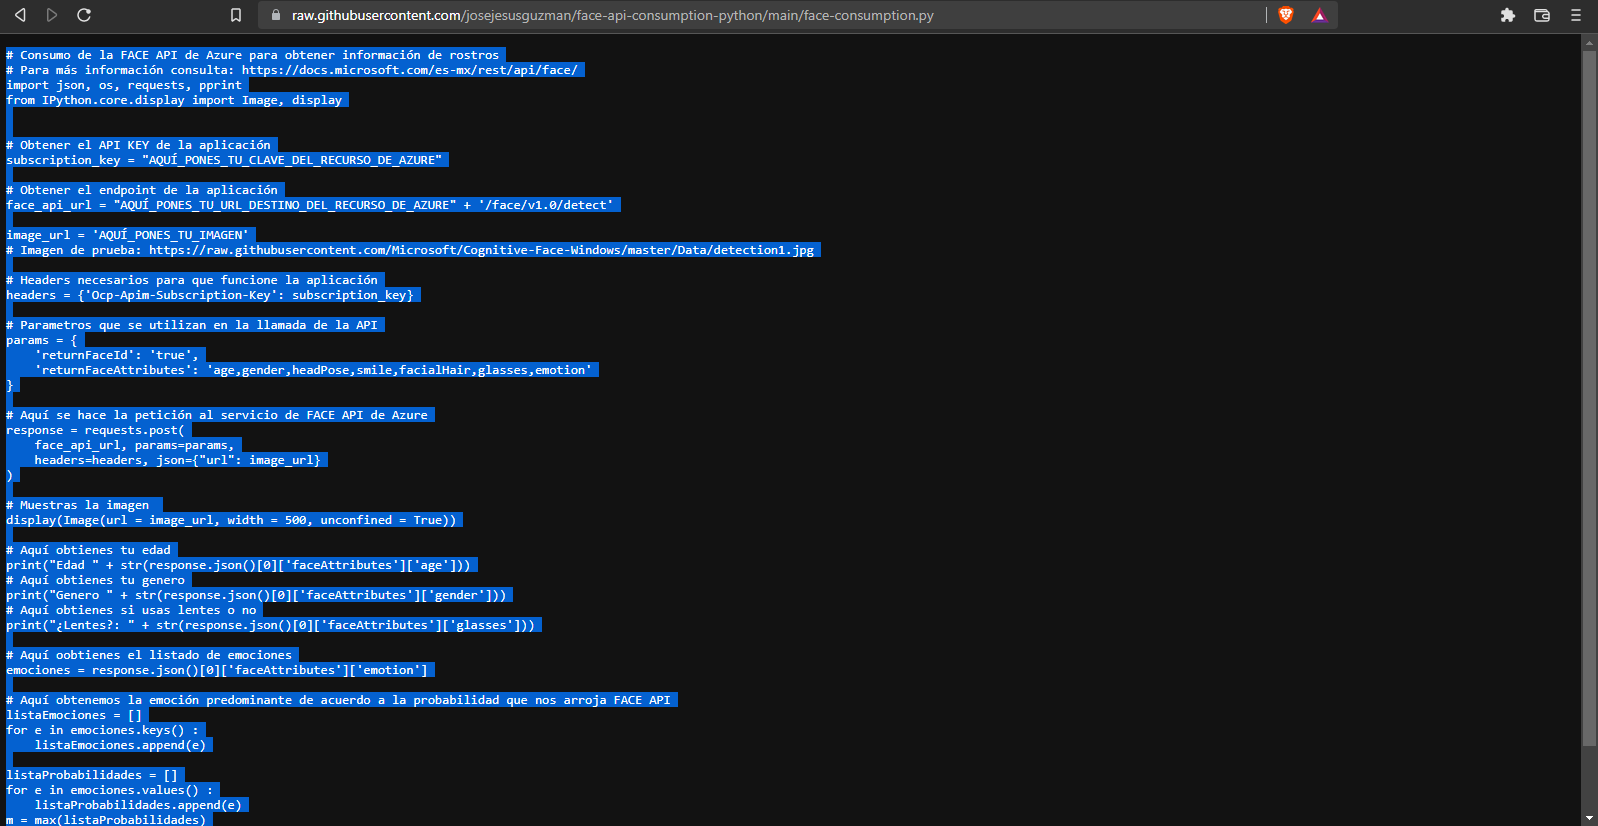 raw.githubusercontent.com/josejesusguzman/face-api-consumption-python/main/face-consumption.py
# Consumo de la FACE API de Azure para obtener información de rostros
# Para más información consulta: https://docs.microsoft.com/es-mx/rest/api/face/
import json, os, requests, pprint
from IPython.core.display import Image, display
# Obtener el API KEY de la aplicación
subscription_key = "AQUÍ_PONES_TU_CLAVE_DEL_RECURSO_DE_AZURE"
# Obtener el endpoint de la aplicación
face_api_url = "AQUÍ_PONES_TU_URL_DESTINO_DEL_RECURSO_DE_AZURE" + '/face/v1.0/detect'
image_url = 'AQUÍ_PONES_TU_IMAGEN'
# Imagen de prueba: https://raw.githubusercontent.com/Microsoft/Cognitive-Face-Windows/master/Data/detection1.jpg
# Headers necesarios para que funcione la aplicación
headers = {'Ocp-Apim-Subscription-Key': subscription_key}
# Parametros que se utilizan en la llamada de la API
params = {
    'returnFaceId': 'true',
    'returnFaceAttributes': 'age,gender,headPose,smile,facialHair,glasses,emotion'
}
# Aquí se hace la petición al servicio de FACE API de Azure
response = requests.post(
    face_api_url, params=params,
    headers=headers, json={"url": image_url}
)
# Muestras la imagen
display(Image(url = image_url, width = 500, unconfined = True))
# Aquí obtienes tu edad
print("Edad " + str(response.json()[0]['faceAttributes']['age']))
# Aquí obtienes tu genero
print("Genero " + str(response.json()[0]['faceAttributes']['gender']))
# Aquí obtienes si usas lentes o no
print("¿Lentes?: " + str(response.json()[0]['faceAttributes']['glasses']))
# Aquí oobtienes el listado de emociones
emociones = response.json()[0]['faceAttributes']['emotion']
# Aquí obtenemos la emoción predominante de acuerdo a la probabilidad que nos arroja FACE API
listaEmociones = []
for e in emociones.keys() :
    listaEmociones.append(e)
listaProbabilidades = []
for e in emociones.values() :
    listaProbabilidades.append(e)
m = max(listaProbabilidades)